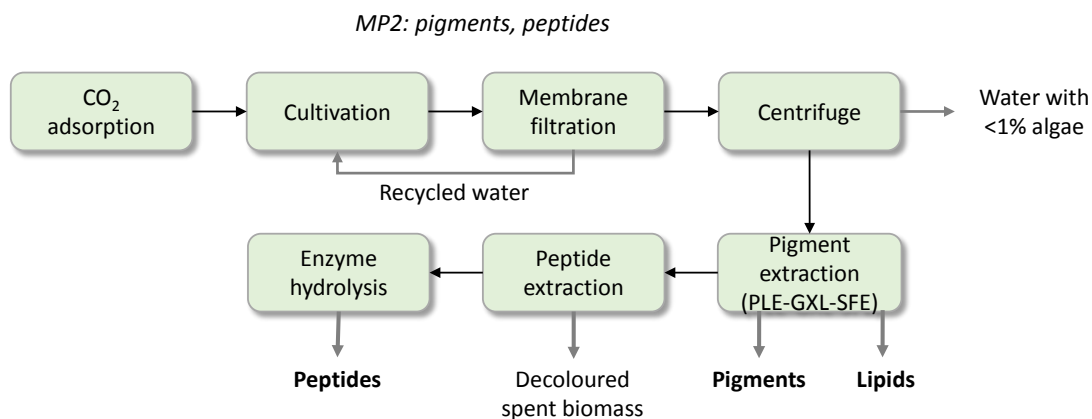 MP2: pigments, peptides
CO₂
adsorption
Cultivation
Membrane
filtration
Centrifuge
Water with
<1% algae
Recycled water
Enzyme
hydrolysis
Peptide
extraction
Pigment
extraction
(PLE-GXL-SFE)
Peptides
Decoloured
spent biomass
Pigments
Lipids